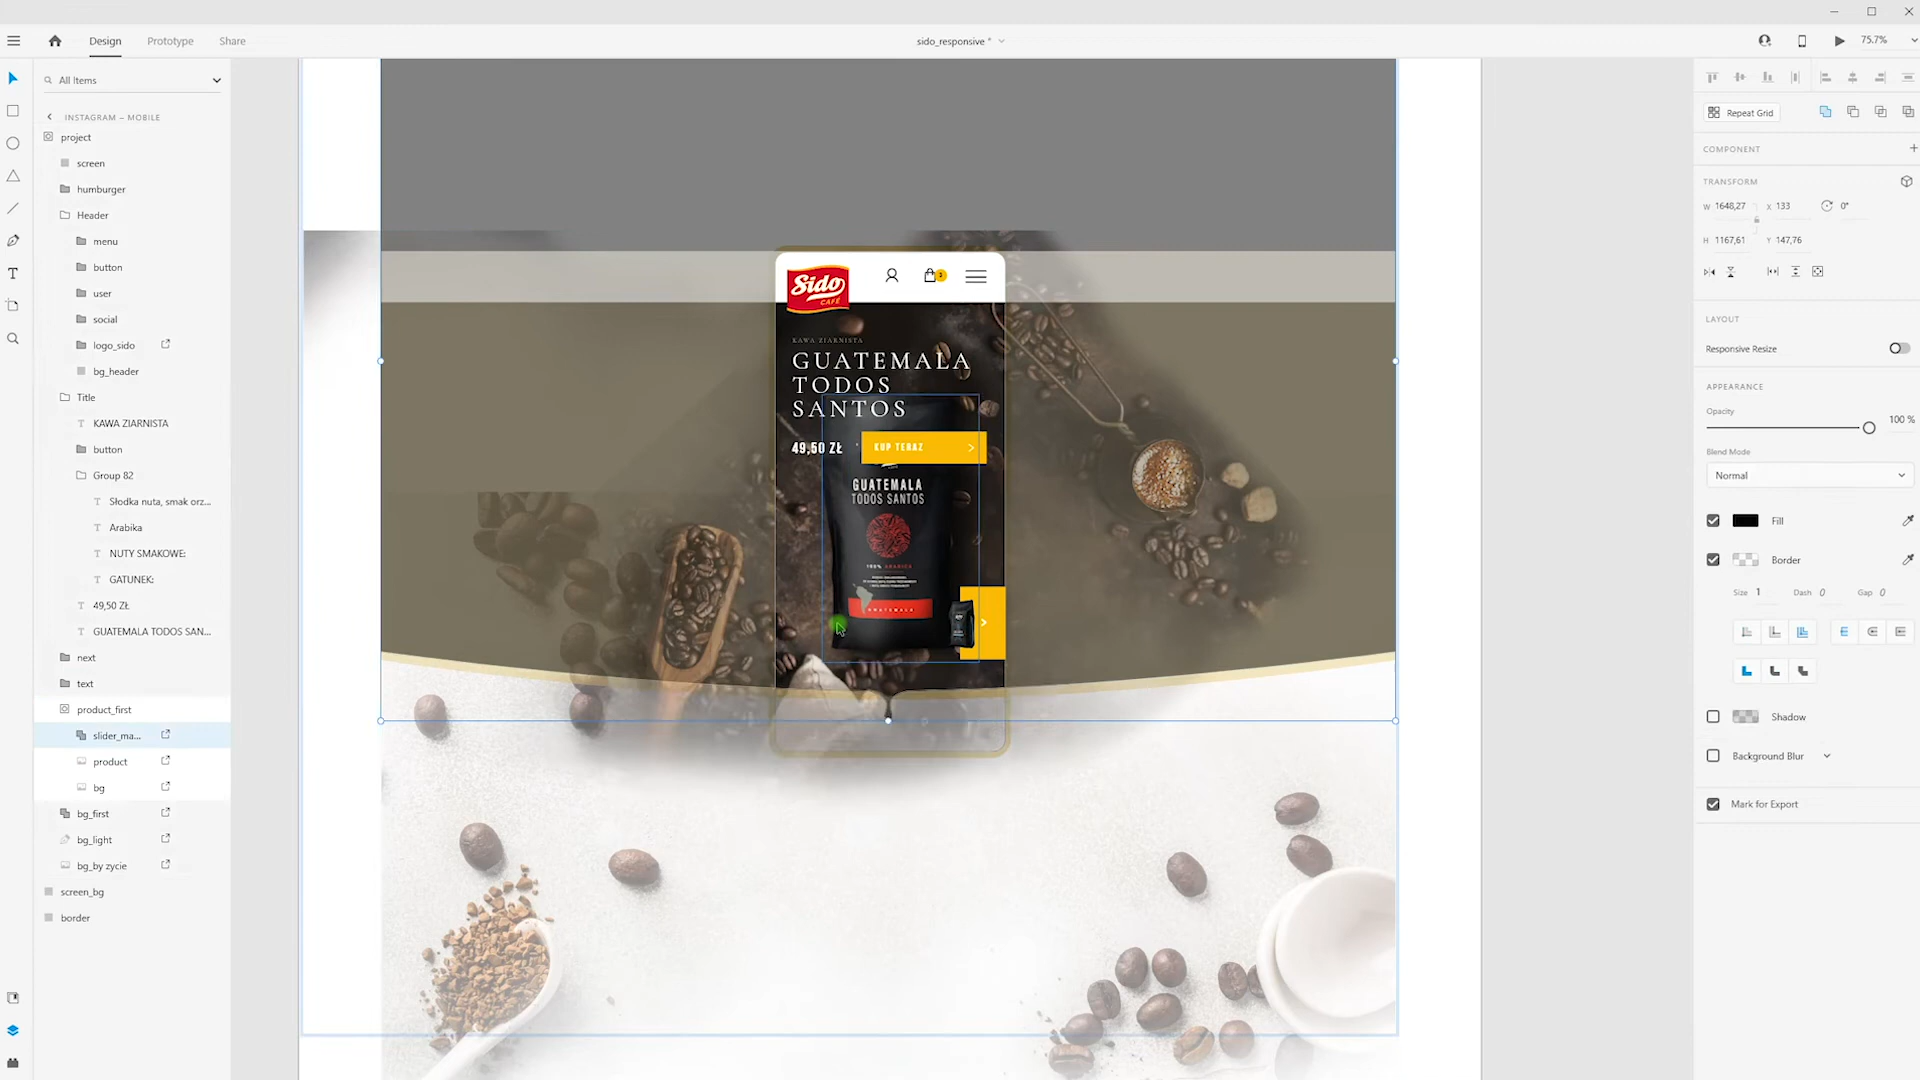 Design
Prototype
Share
sido_responsive *
75.7%
All Items
INSTAGRAM – MOBILE
project
screen
humburger
Header
menu
button
user
social
logo_sido
bg_header
Title
KAWA ZIARNISTA
button
Group 82
Słodka nuta, smak orz...
Arabika
NUTY SMAKOWE:
GATUNEK:
49,50 ZŁ
GUATEMALA TODOS SAN...
next
text
product_first
slider_ma...
product
bg
bg_first
bg_light
bg_by zycie
screen_bg
border
Sido
CAFÉ
3
KAWA ZIARNISTA
GUATEMALA
TODOS
SANTOS
49,50 ZŁ
KUP TERAZ
GUATEMALA
TODOS SANTOS
100% ARABICA
GUATEMALA
Repeat Grid
COMPONENT
TRANSFORM
W 1648,27
X 133
0°
H 1167,61
Y 147,76
LAYOUT
Responsive Resize
APPEARANCE
Opacity
100 %
Blend Mode
Normal
Fill
Border
Size 1
Dash 0
Gap 0
Shadow
Background Blur
Mark for Export